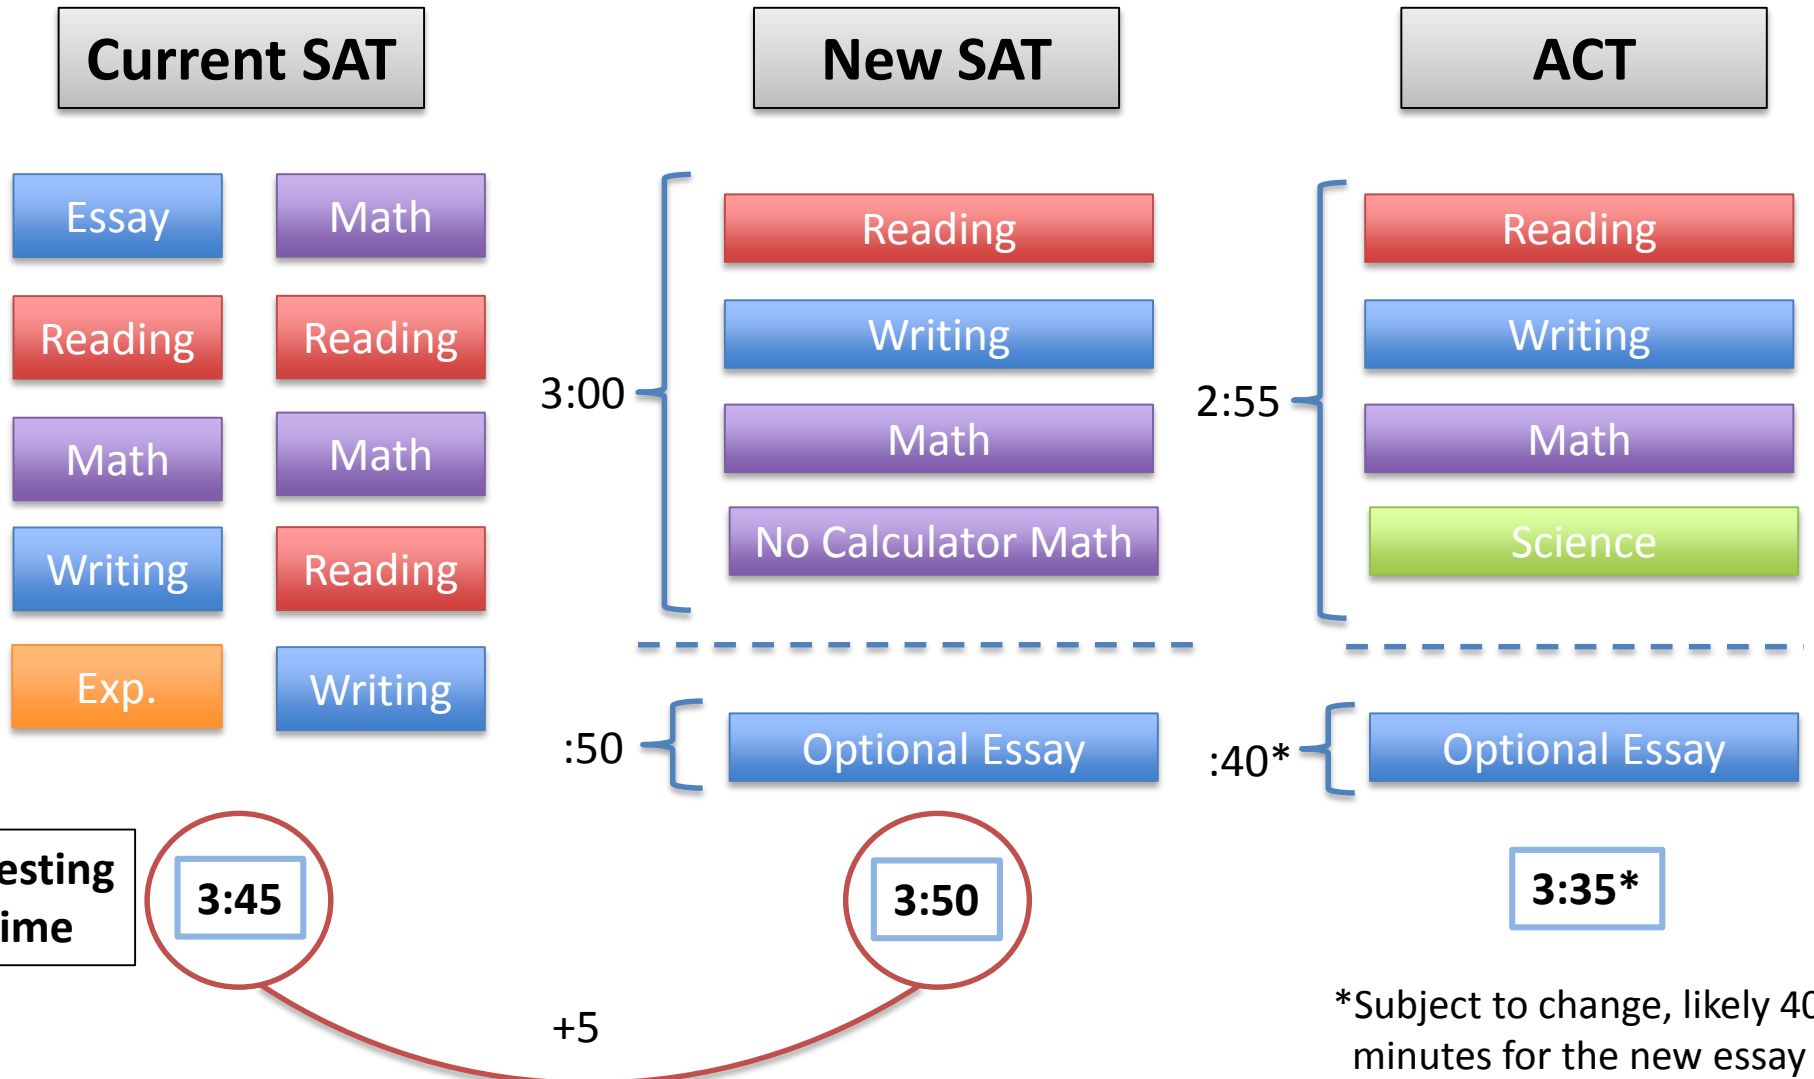 Current SAT
New SAT
ACT
Essay
Math
Reading
Reading
Math
Math
Writing
Reading
Exp.
Writing
3:00
Reading
Writing
Math
No Calculator Math
:50
Optional Essay
2:55
Reading
Writing
Math
Science
:40*
Optional Essay
esting
ime
3:45
3:50
3:35*
+5
*Subject to change, likely 40
minutes for the new essay